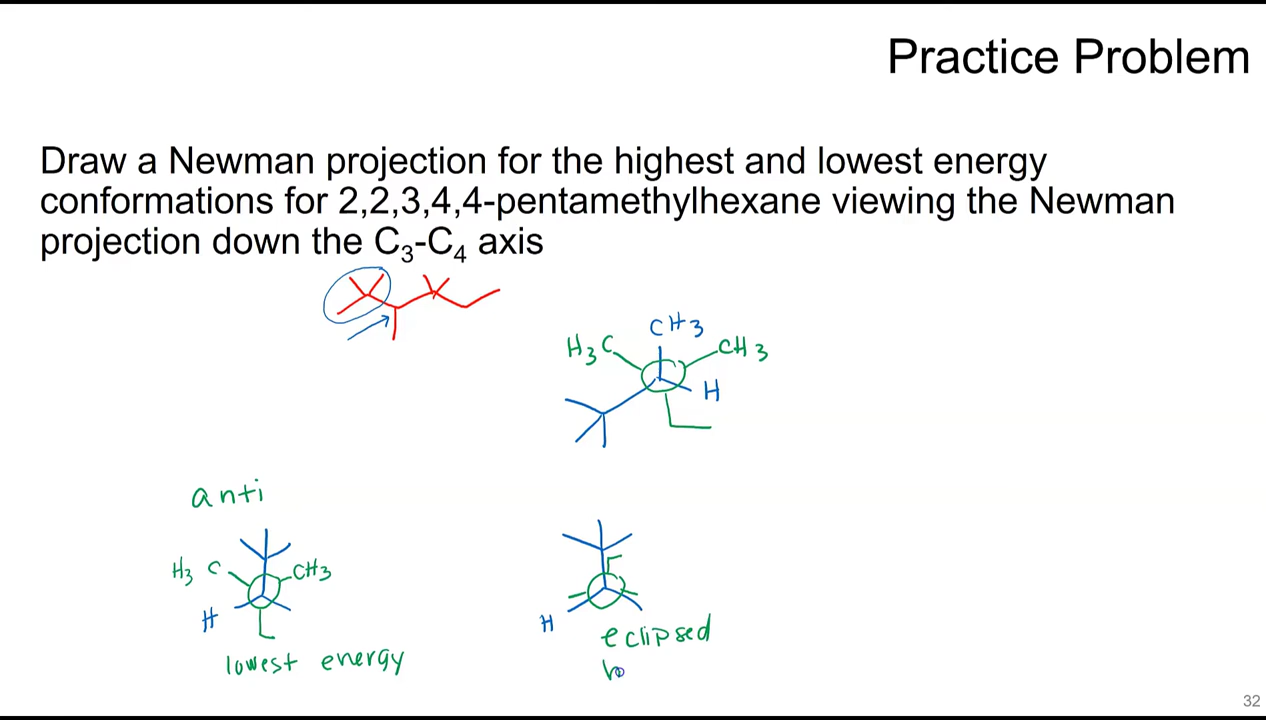 Practice Problem
Draw a Newman projection for the highest and lowest energy
conformations for 2,2,3,4,4-pentamethylhexane viewing the Newman
projection down the C₃-C₄ axis
CH3
H3C
CH3
H
anti
H3 C
CH3
H
lowest energy
H
eclipsed
32